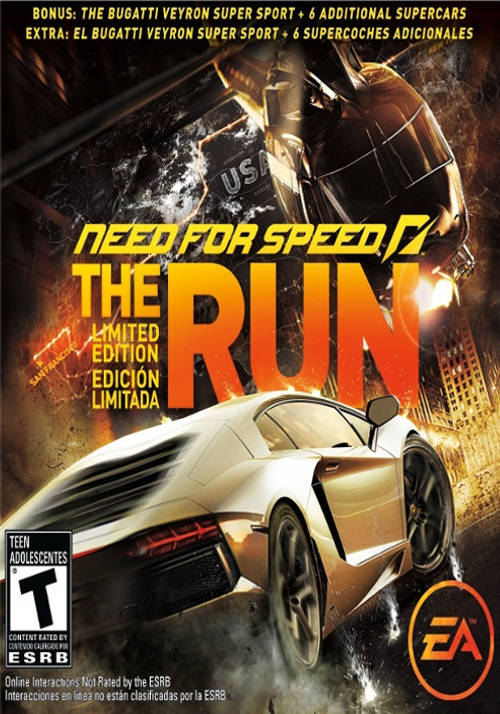 BONUS: THE BUGATTI VEYRON SUPER SPORT + 6 ADDITIONAL SUPERCARS
EXTRA: EL BUGATTI VEYRON SUPER SPORT + 6 SUPERCOCHES ADICIONALES
USA
NEED FOR SPEED
THE RUN
LIMITED
EDITION
EDICIÓN
LIMITADA
SAN FRANCISCO
TEEN
ADOLESCENTES
T
CONTENT RATED BY
CONTENIDO CALIFICADO POR
ESRB
EA
Online Interactions Not Rated by the ESRB
Interacciones en línea no están clasificadas por la ESRB